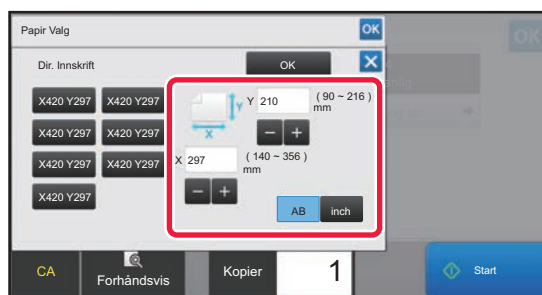 Papir Valg
OK
OK
Dir. Innskrift
OK
X420 Y297
X420 Y297
X420 Y297
X420 Y297
X420 Y297
X420 Y297
X420 Y297
Y
X
Y 210 ( 90 ~ 216 )
mm
X 297 ( 140 ~ 356 )
mm
AB
inch
CA
Forhåndsvis
Kopier
1
Start